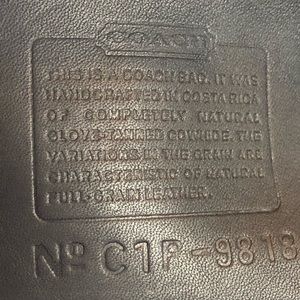 COACH
THIS IS A COACH BAG. IT WAS
HANDCRAFTED IN COSTA RICA
OF COMPLETELY NATURAL
GLOVE-TANNED COWHIDE. THE
VARIATIONS IN THE GRAIN ARE
CHARACTERISTIC OF NATURAL
FULL-GRAIN LEATHER.
No C1P-9818